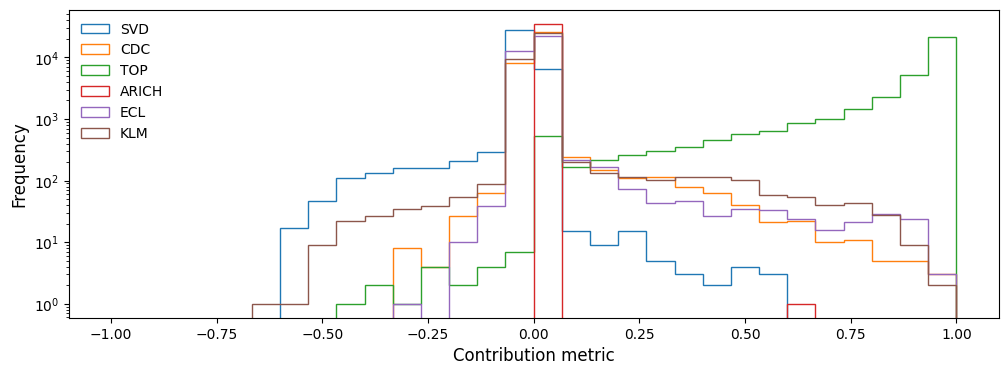 SVD
CDC
TOP
ARICH
ECL
KLM
Frequency
10⁴
10³
10²
10¹
10⁰
−1.00 −0.75 −0.50 −0.25 0.00 0.25 0.50 0.75 1.00
Contribution metric